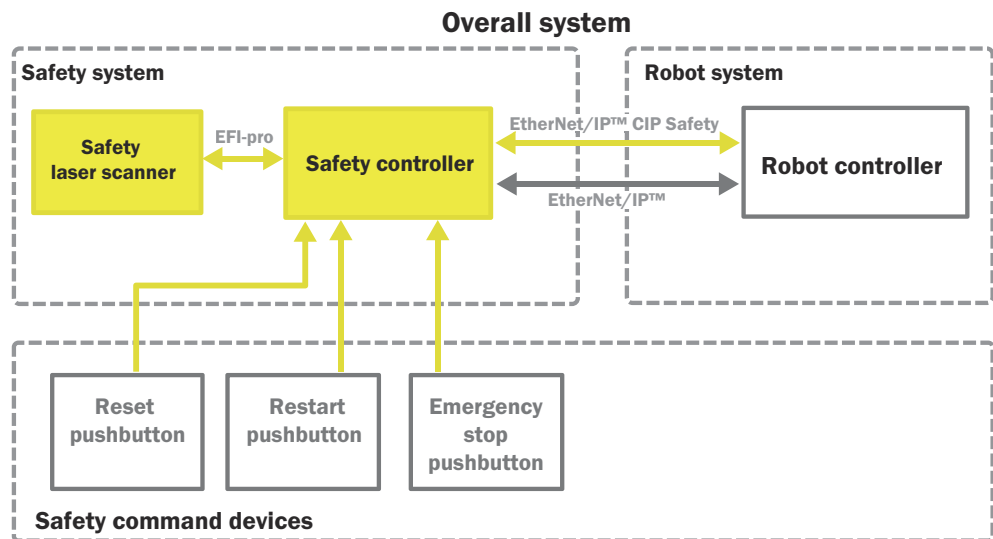 Overall system
Safety system
Robot system
Safety
laser scanner
EFI-pro
Safety controller
EtherNet/IP™ CIP Safety
EtherNet/IP™
Robot controller
Reset
pushbutton
Restart
pushbutton
Emergency
stop
pushbutton
Safety command devices